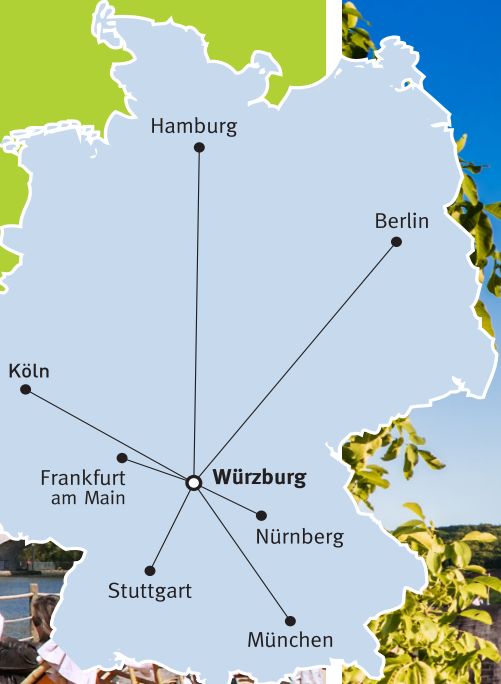 Hamburg
Berlin
Köln
Frankfurt
am Main
Würzburg
Nürnberg
Stuttgart
München